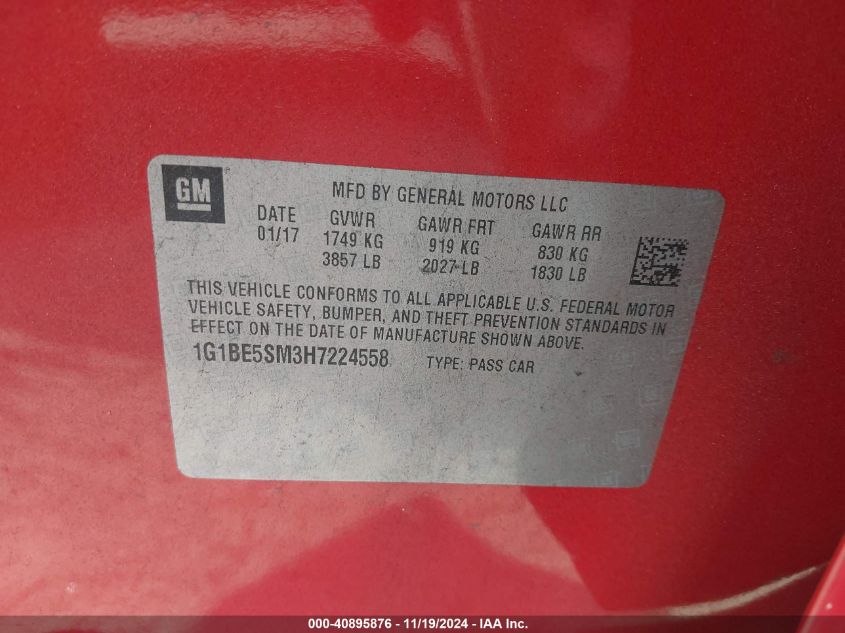 GM
MFD BY GENERAL MOTORS LLC
DATE GVWR GAWR FRT GAWR RR
01/17 1749 KG 919 KG 830 KG
3857 LB 2027 LB 1830 LB
THIS VEHICLE CONFORMS TO ALL APPLICABLE U.S. FEDERAL MOTOR
VEHICLE SAFETY, BUMPER, AND THEFT PREVENTION STANDARDS IN
EFFECT ON THE DATE OF MANUFACTURE SHOWN ABOVE.
1G1BE5SM3H7224558 TYPE: PASS CAR
000-40895876 - 11/19/2024 - IAA Inc.